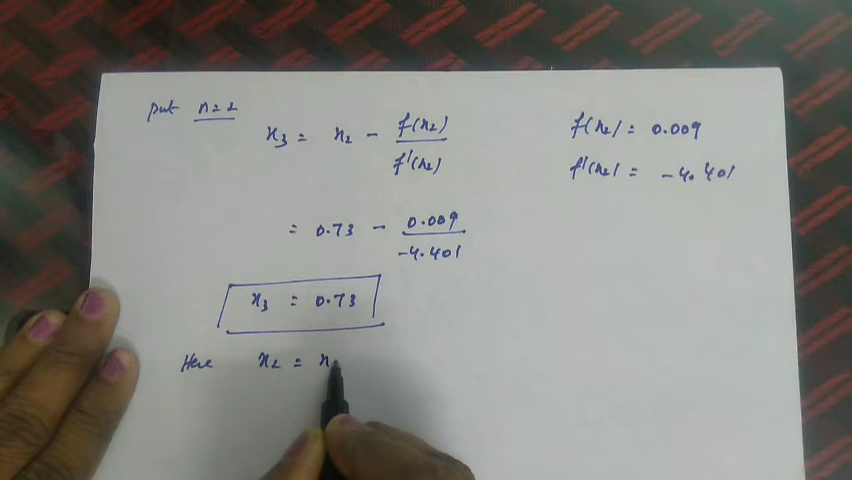 put n=2
x₃ = x₂ - f(x₂)/f'(x₂)
f(x₂) = 0.009
f'(x₂) = -4.401
= 0.73 - 0.009/-4.401
x₃ = 0.73
Here x₂ = x